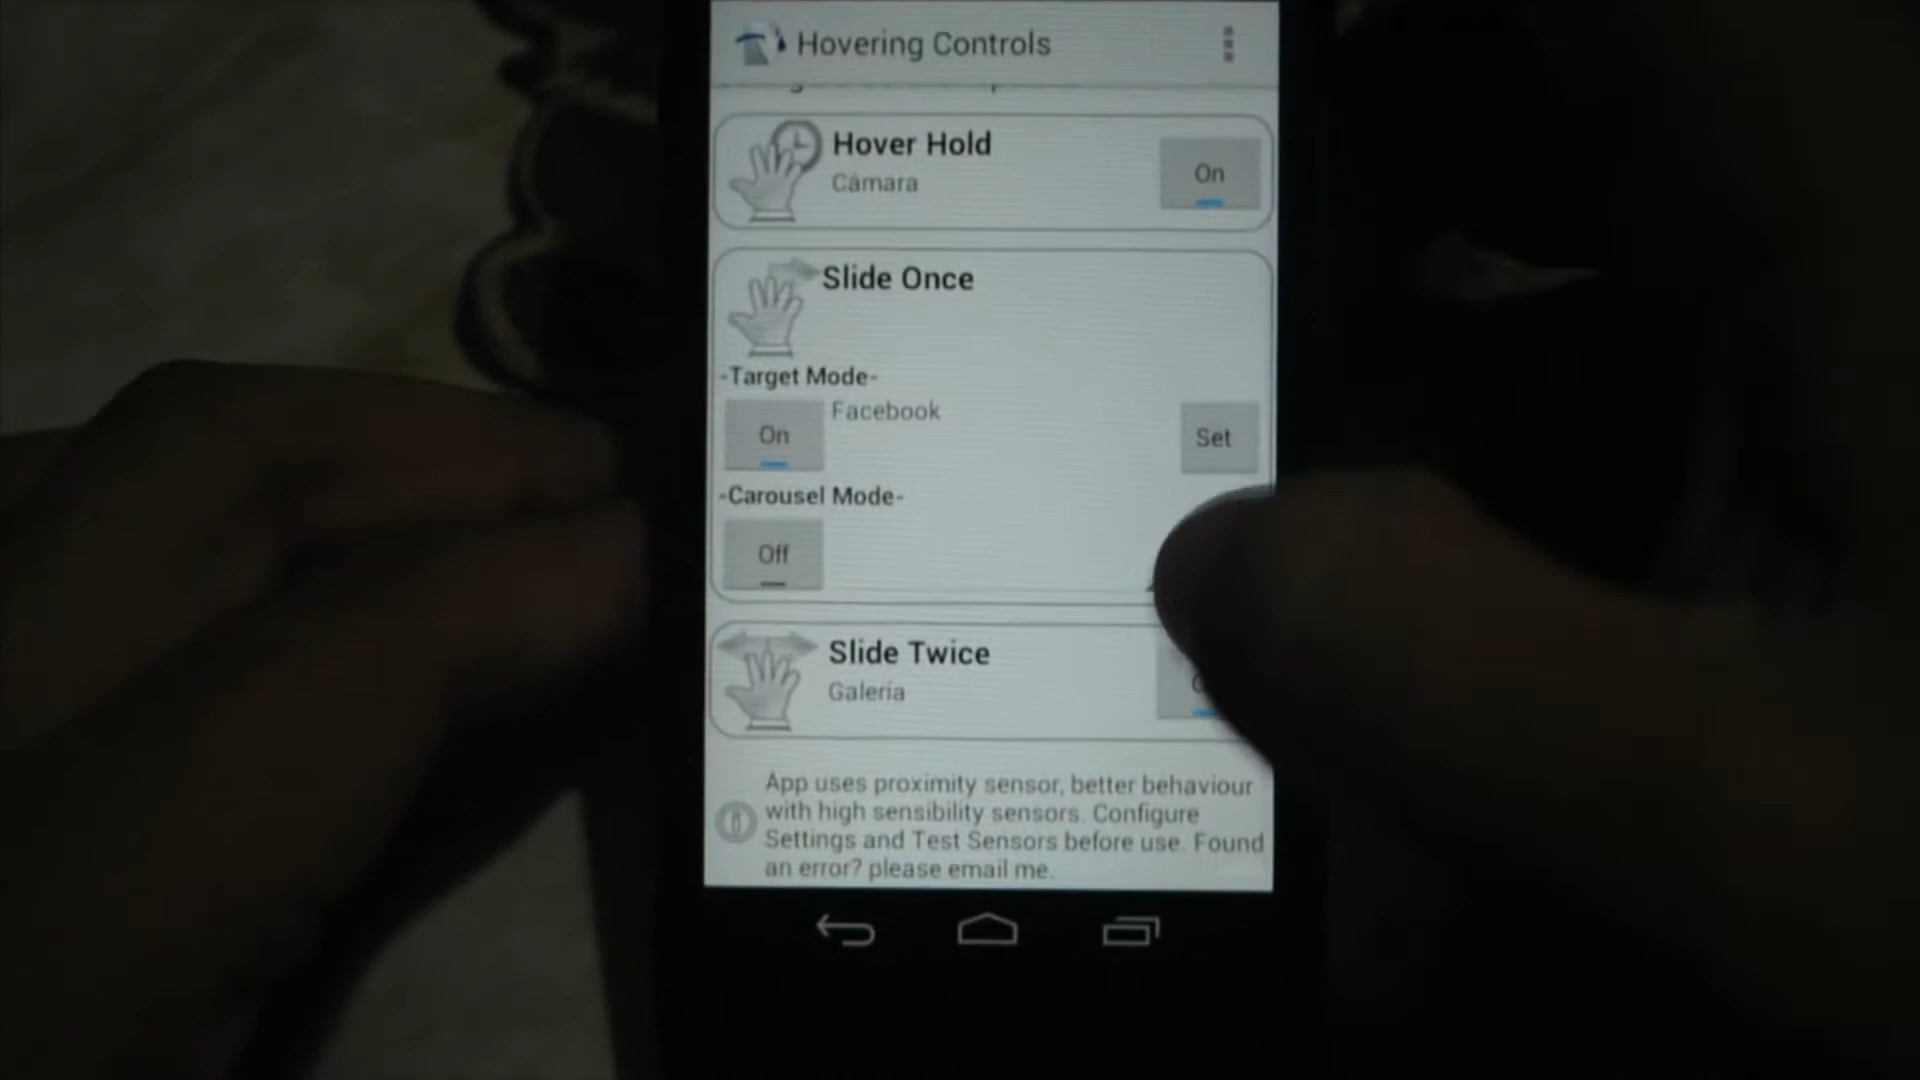 Hovering Controls
Hover Hold
Câmara
On
Slide Once
-Target Mode-
Facebook
On
Set
-Carousel Mode-
Off
Slide Twice
Galeria
App uses proximity sensor, better behaviour
with high sensibility sensors. Configure
Settings and Test Sensors before use. Found
an error? please email me.